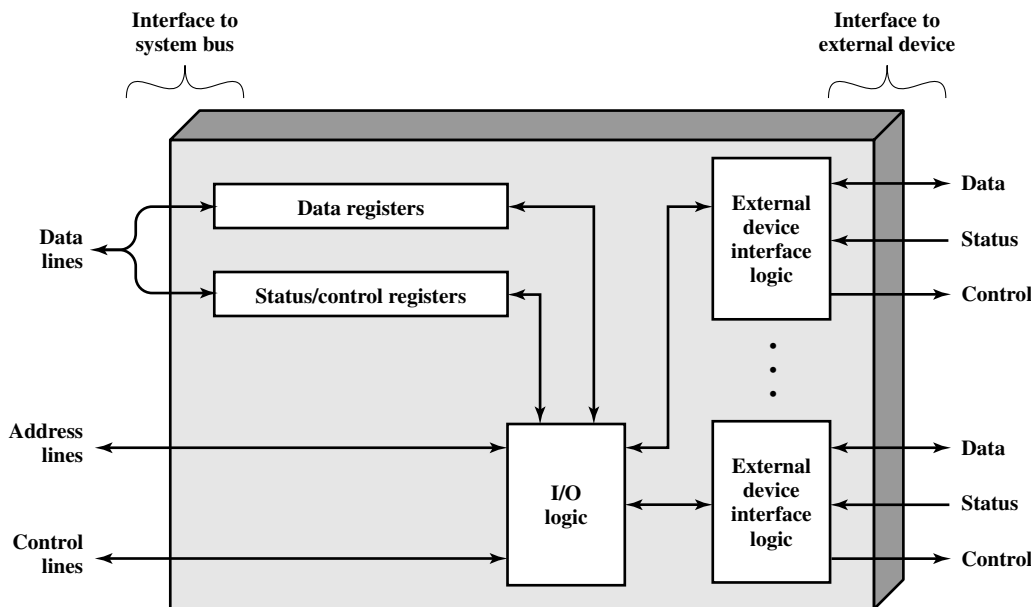 Interface to
system bus
Interface to
external device
Data registers
Status/control registers
Data
lines
External
device
interface
logic
Data
Status
Control
Address
lines
Control
lines
I/O
logic
External
device
interface
logic
Data
Status
Control